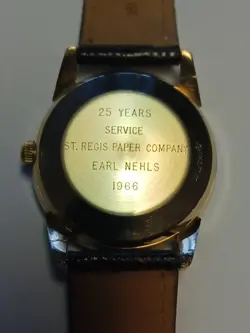 25 YEARS
SERVICE
ST. REGIS PAPER COMPANY
EARL NEHLS
1966